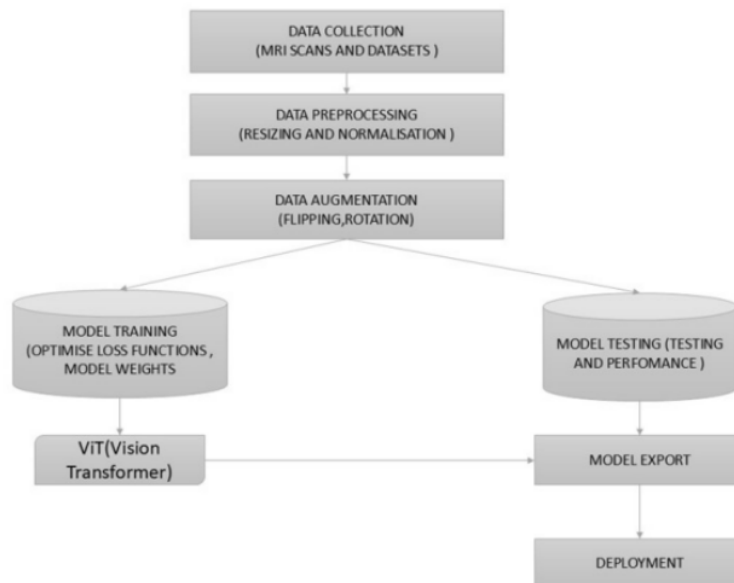 DATA COLLECTION
(MRI SCANS AND DATASETS )
DATA PREPROCESSING
(RESIZING AND NORMALISATION )
DATA AUGMENTATION
(FLIPPING,ROTATION)
MODEL TRAINING
(OPTIMISE LOSS FUNCTIONS ,
MODEL WEIGHTS
MODEL TESTING (TESTING
AND PERFOMANCE )
ViT(Vision
Transformer)
MODEL EXPORT
DEPLOYMENT